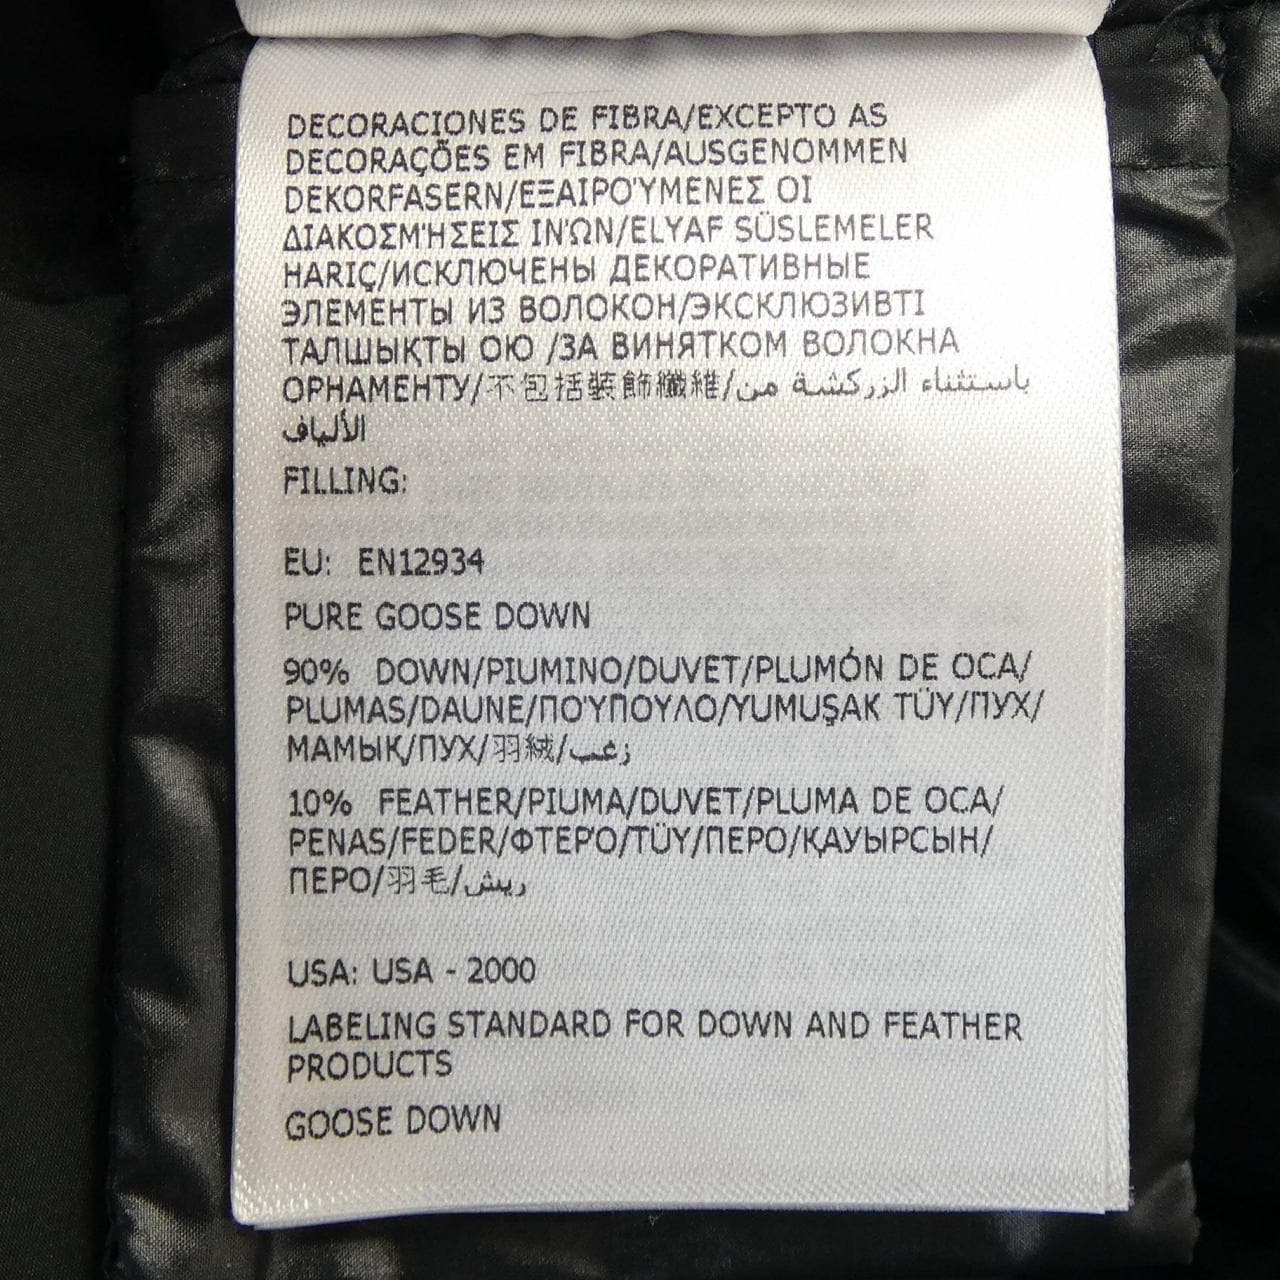 DECORACIONES DE FIBRA/EXCEPTO AS
DECORAÇÕES EM FIBRA/AUSGENOMMEN
DEKORFASERN/ΕΞΑΙΡΟΎΜΕΝΕΣ ΟΙ
ΔΙΑΚΟΣΜΉΣΕΙΣ ΙΝΏΝ/ELYAF SÜSLEMELER
HARIÇ/ИСКЛЮЧЕНЫ ДЕКОРАТИВНЫЕ
ЭЛЕМЕНТЫ ИЗ ВОЛОКОН/ЭКСКЛЮЗИВТІ
ТАЛШЫҚТЫ ОЮ /ЗА ВИНЯТКОМ ВОЛОКНА
ОРНАМЕНТУ/不包括裝飾纖維/باستثناء الزركشة من
الألياف
FILLING:
EU: EN12934
PURE GOOSE DOWN
90% DOWN/PIUMINO/DUVET/PLUMÓN DE OCA/
PLUMAS/DAUNE/ΠΟΎΠΟΥΛΟ/YUMUŞAK TÜY/ПУХ/
МАМЫҚ/ПУХ/羽絨/زغب
10% FEATHER/PIUMA/DUVET/PLUMA DE OCA/
PENAS/FEDER/ΦΤΕΡΌ/TÜY/ПЕРО/ҚАУЫРСЫН/
ПЕРО/羽毛/ريش
USA: USA - 2000
LABELING STANDARD FOR DOWN AND FEATHER
PRODUCTS
GOOSE DOWN